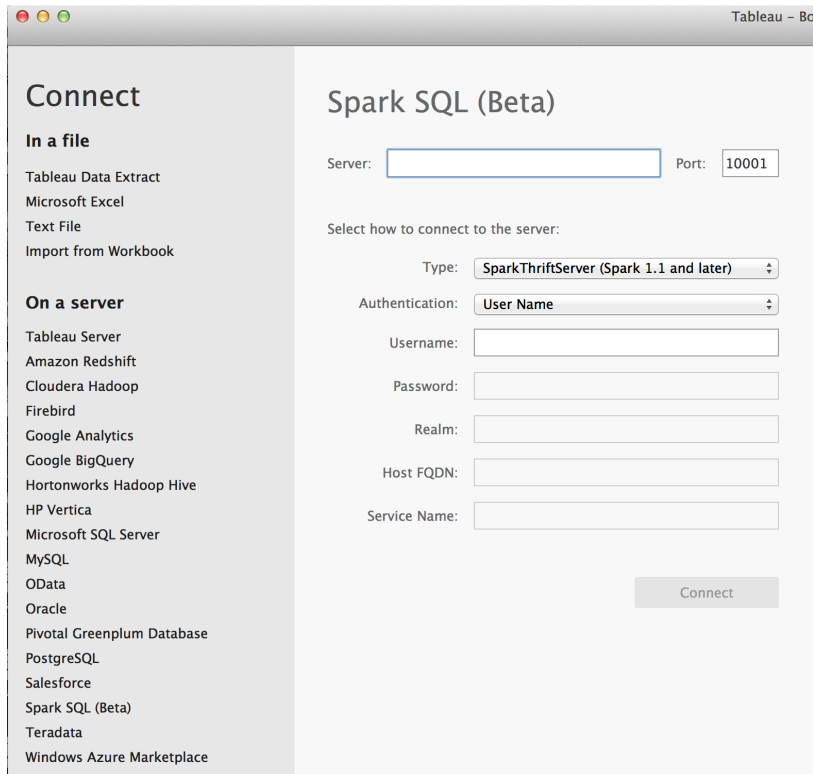 Tableau - Bo
Connect
In a file
Tableau Data Extract
Microsoft Excel
Text File
Import from Workbook
On a server
Tableau Server
Amazon Redshift
Cloudera Hadoop
Firebird
Google Analytics
Google BigQuery
Hortonworks Hadoop Hive
HP Vertica
Microsoft SQL Server
MySQL
OData
Oracle
Pivotal Greenplum Database
PostgreSQL
Salesforce
Spark SQL (Beta)
Teradata
Windows Azure Marketplace
Spark SQL (Beta)
Server: Port: 10001
Select how to connect to the server:
Type: SparkThriftServer (Spark 1.1 and later)
Authentication: User Name
Username:
Password:
Realm:
Host FQDN:
Service Name:
Connect